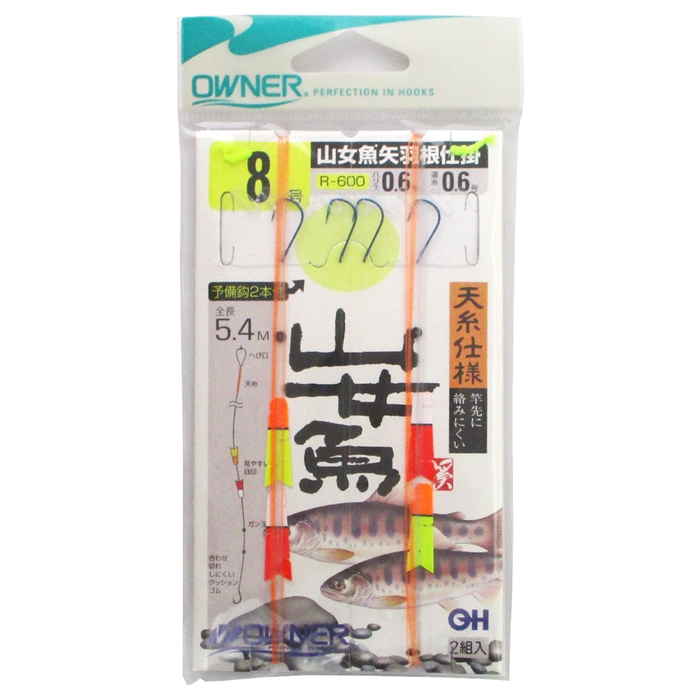 OWNER®
PERFECTION IN HOOKS
山女魚矢羽根仕掛
8号
R-600 ハリス 0.6号 道糸 0.6号
予備鈎2本
全長
5.4M
へび口
天糸
見やすい
目印
ガン玉
合わせ
切れ
しにくい
クッション
ゴム
山女魚
天糸仕様
竿先に
絡みにくい
OWNER
OH
2組入